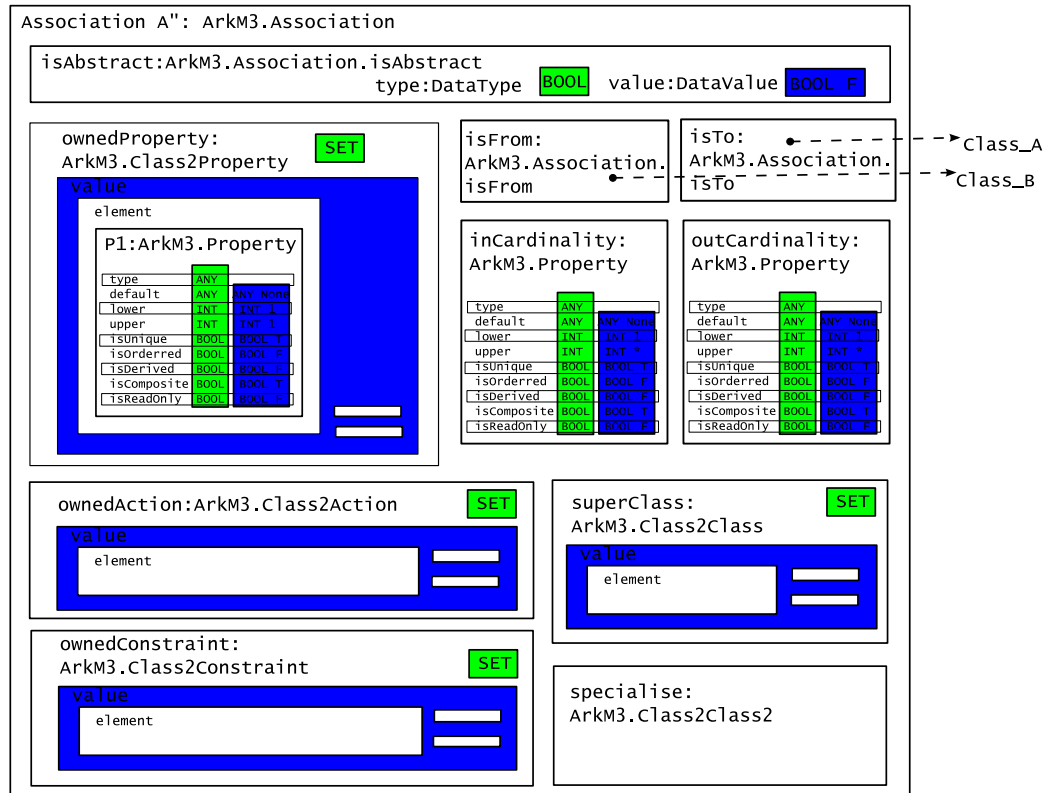 Association A": ArkM3.Association
isAbstract:ArkM3.Association.isAbstract
type:DataType BOOL value:DataValue BOOL F
ownedProperty:
ArkM3.Class2Property
SET
value
element
P1:ArkM3.Property
type ANY
default ANY ANY None
lower INT INT 1
upper INT INT 1
isUnique BOOL BOOL T
isOrderred BOOL BOOL F
isDerived BOOL BOOL F
isComposite BOOL BOOL T
isReadOnly BOOL BOOL F
isFrom:
ArkM3.Association.
isFrom
isTo:
ArkM3.Association.
isTo
Class_A
Class_B
inCardinality:
ArkM3.Property
type ANY
default ANY ANY None
lower INT INT 1
upper INT INT *
isUnique BOOL BOOL T
isOrderred BOOL BOOL F
isDerived BOOL BOOL F
isComposite BOOL BOOL T
isReadOnly BOOL BOOL F
outCardinality:
ArkM3.Property
type ANY
default ANY ANY None
lower INT INT 1
upper INT INT *
isUnique BOOL BOOL T
isOrderred BOOL BOOL F
isDerived BOOL BOOL F
isComposite BOOL BOOL T
isReadOnly BOOL BOOL F
ownedAction:ArkM3.Class2Action
SET
value
element
superClass:
ArkM3.Class2Class
SET
value
element
ownedConstraint:
ArkM3.Class2Constraint
SET
value
element
specialise:
ArkM3.Class2Class2